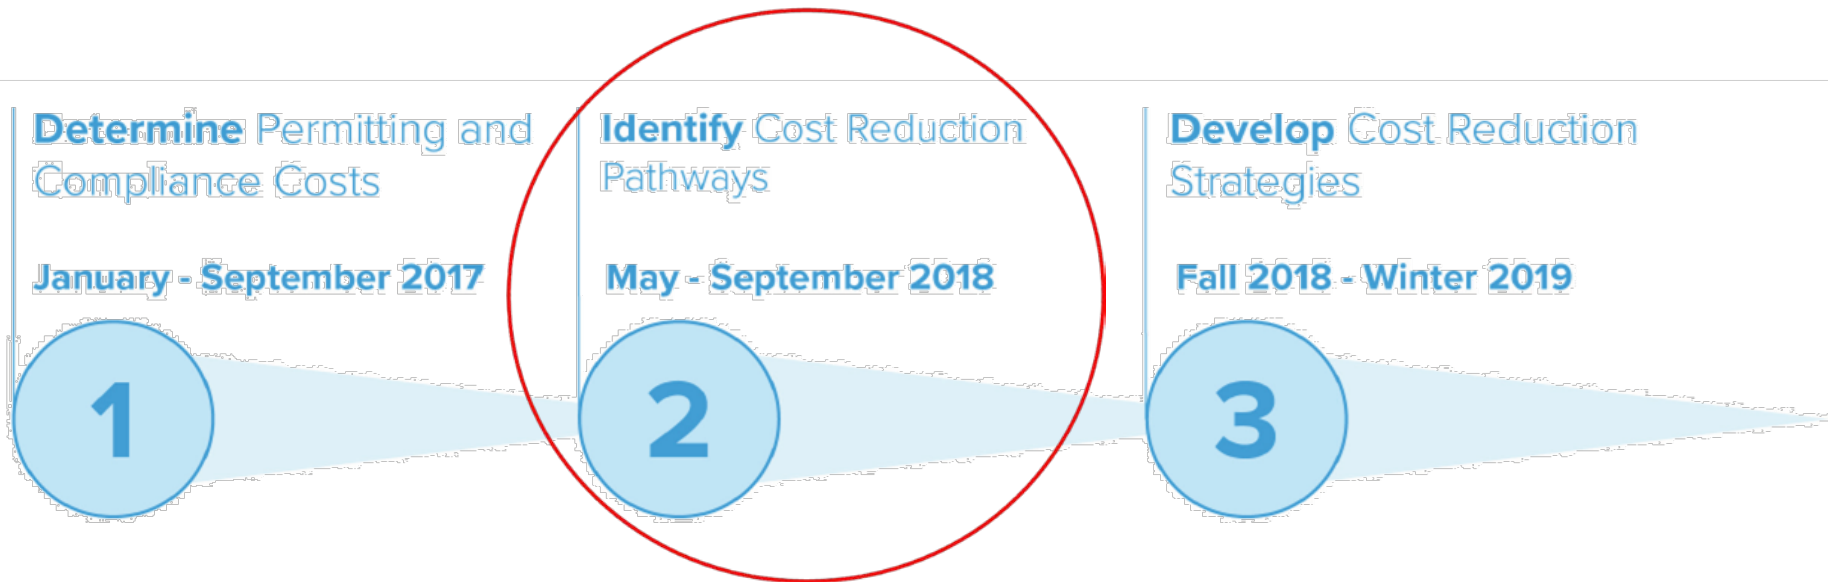 Determine Permitting and
Compliance Costs
January - September 2017
1
Identify Cost Reduction
Pathways
May - September 2018
2
Develop Cost Reduction
Strategies
Fall 2018 - Winter 2019
3